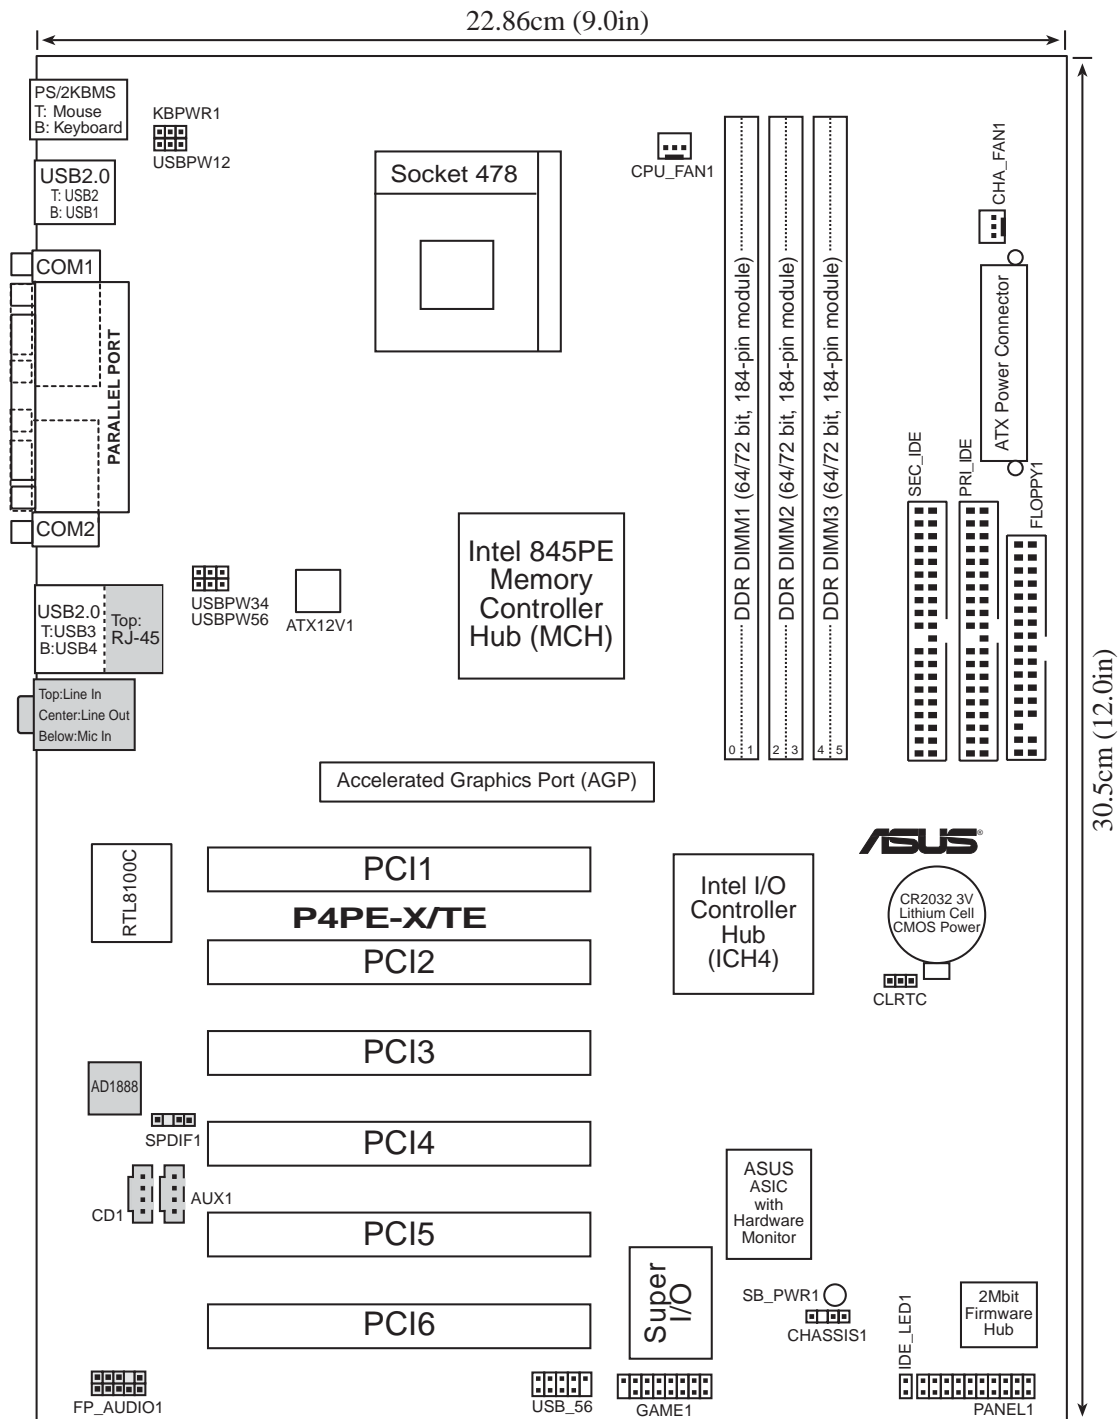 22.86cm (9.0in)
PS/2KBMS
T: Mouse
B: Keyboard
KBPWR1
USBPW12
USB2.0
T: USB2
B: USB1
COM1
PARALLEL PORT
COM2
Socket 478
CPU_FAN1
CHA_FAN1
DDR DIMM1 (64/72 bit, 184-pin module)
DDR DIMM2 (64/72 bit, 184-pin module)
DDR DIMM3 (64/72 bit, 184-pin module)
0 1
2 3
4 5
ATX Power Connector
SEC_IDE
PRI_IDE
FLOPPY1
30.5cm (12.0in)
Intel 845PE
Memory
Controller
Hub (MCH)
USBPW34
USBPW56
ATX12V1
USB2.0
T:USB3
B:USB4
Top:
RJ-45
Top:Line In
Center:Line Out
Below:Mic In
Accelerated Graphics Port (AGP)
RTL8100C
PCI1
P4PE-X/TE
PCI2
PCI3
PCI4
PCI5
PCI6
Intel I/O
Controller
Hub
(ICH4)
ASUS®
CR2032 3V
Lithium Cell
CMOS Power
CLRTC
AD1888
SPDIF1
CD1
AUX1
ASUS
ASIC
with
Hardware
Monitor
Super
I/O
SB_PWR1
CHASSIS1
IDE_LED1
2Mbit
Firmware
Hub
FP_AUDIO1
USB_56
GAME1
PANEL1